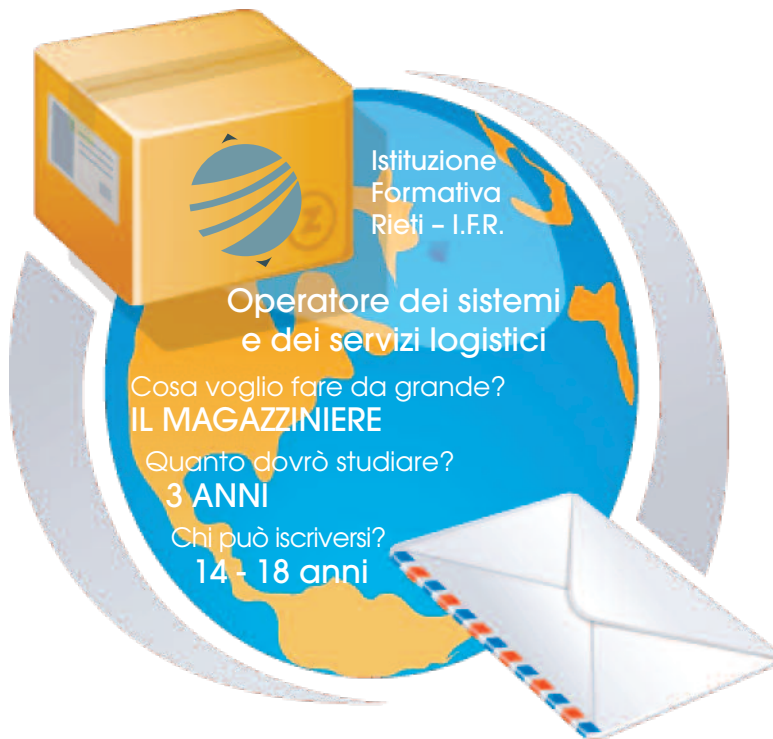 Istituzione
Formativa
Rieti – I.F.R.
Operatore dei sistemi
e dei servizi logistici
Cosa voglio fare da grande?
IL MAGAZZINIERE
Quanto dovrò studiare?
3 ANNI
Chi può iscriversi?
14 - 18 anni